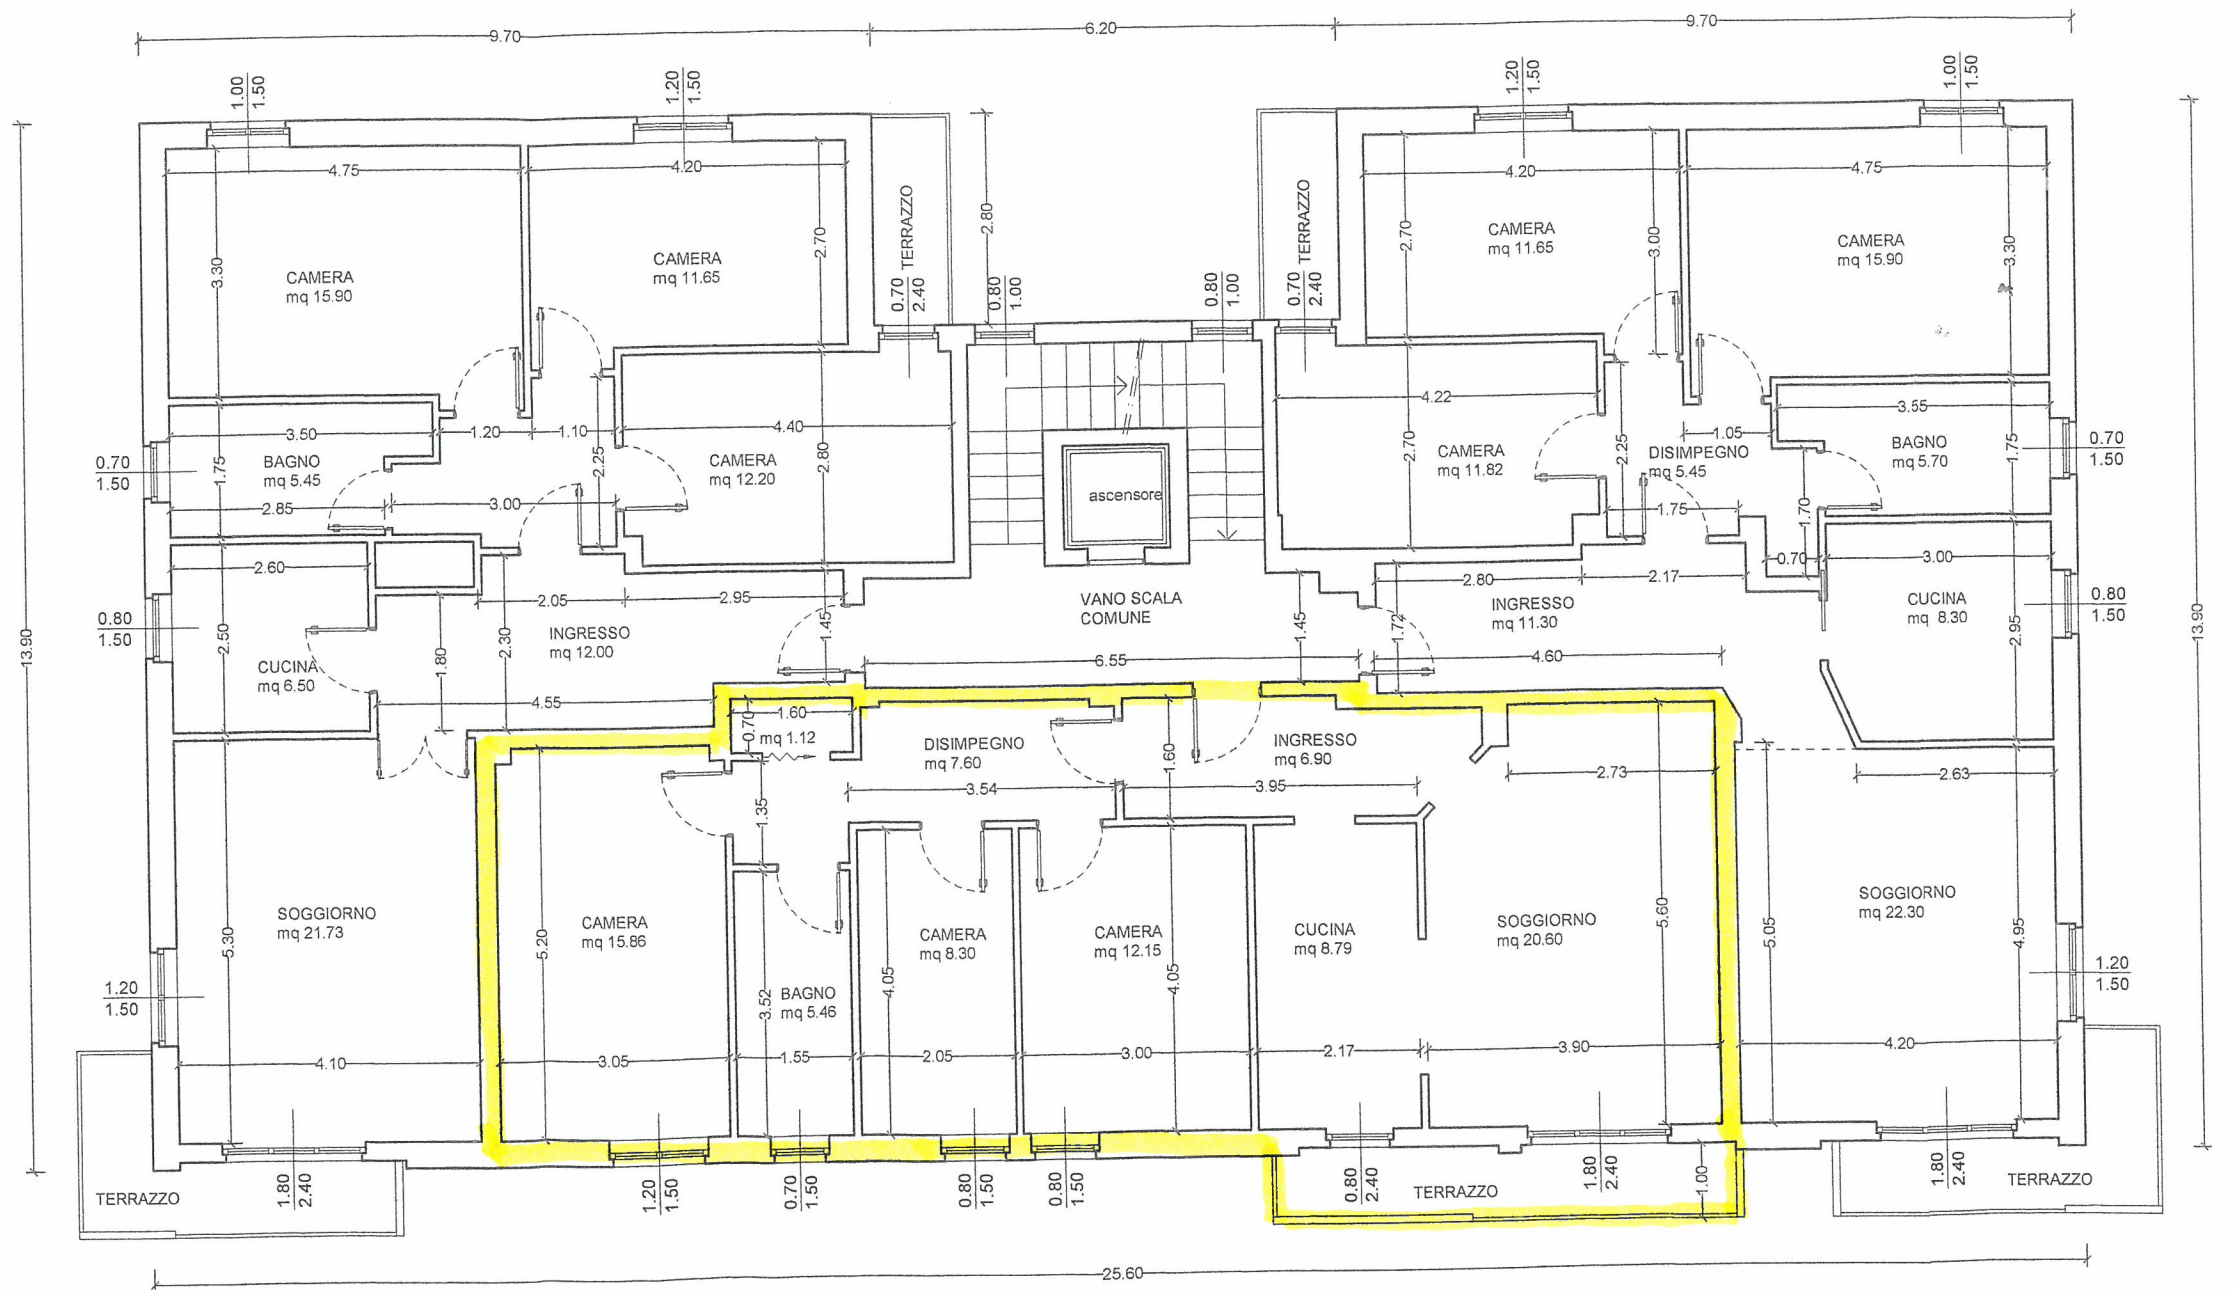 9.70
6.20
9.70
1.00
1.50
1.20
1.50
1.20
1.50
1.00
1.50
4.75
4.20
4.20
4.75
3.30
CAMERA
mq 15.90
CAMERA
mq 11.65
2.70
TERRAZZO
0.70
2.40
2.80
0.80
1.00
0.80
1.00
TERRAZZO
0.70
2.40
2.70
CAMERA
mq 11.65
3.00
CAMERA
mq 15.90
3.30
3.50
1.20
1.10
4.40
4.22
3.55
1.05
0.70
1.50
1.75
BAGNO
mq 5.45
2.85
3.00
2.25
CAMERA
mq 12.20
2.80
ascensore
2.70
CAMERA
mq 11.82
2.25
DISIMPEGNO
mq 5.45
1.75
1.70
BAGNO
mq 5.70
1.75
0.70
1.50
13.90
0.80
1.50
2.60
2.50
CUCINA
mq 6.50
1.80
2.30
2.05
2.95
INGRESSO
mq 12.00
1.45
4.55
VANO SCALA
COMUNE
6.55
1.45
1.72
2.80
2.17
INGRESSO
mq 11.30
4.60
0.70
3.00
CUCINA
mq 8.30
2.95
0.80
1.50
13.90
1.60
0.70
mq 1.12
DISIMPEGNO
mq 7.60
3.54
1.60
INGRESSO
mq 6.90
3.95
2.73
2.63
1.35
SOGGIORNO
mq 21.73
5.30
4.10
1.20
1.50
CAMERA
mq 15.86
5.20
3.05
3.52
BAGNO
mq 5.46
1.55
4.05
CAMERA
mq 8.30
2.05
CAMERA
mq 12.15
4.05
3.00
CUCINA
mq 8.79
2.17
SOGGIORNO
mq 20.60
5.60
3.90
5.05
SOGGIORNO
mq 22.30
4.95
4.20
1.20
1.50
TERRAZZO
1.80
2.40
1.20
1.50
0.70
1.50
0.80
1.50
0.80
1.50
0.80
2.40
TERRAZZO
1.80
2.40
1.00
1.80
2.40
TERRAZZO
25.60